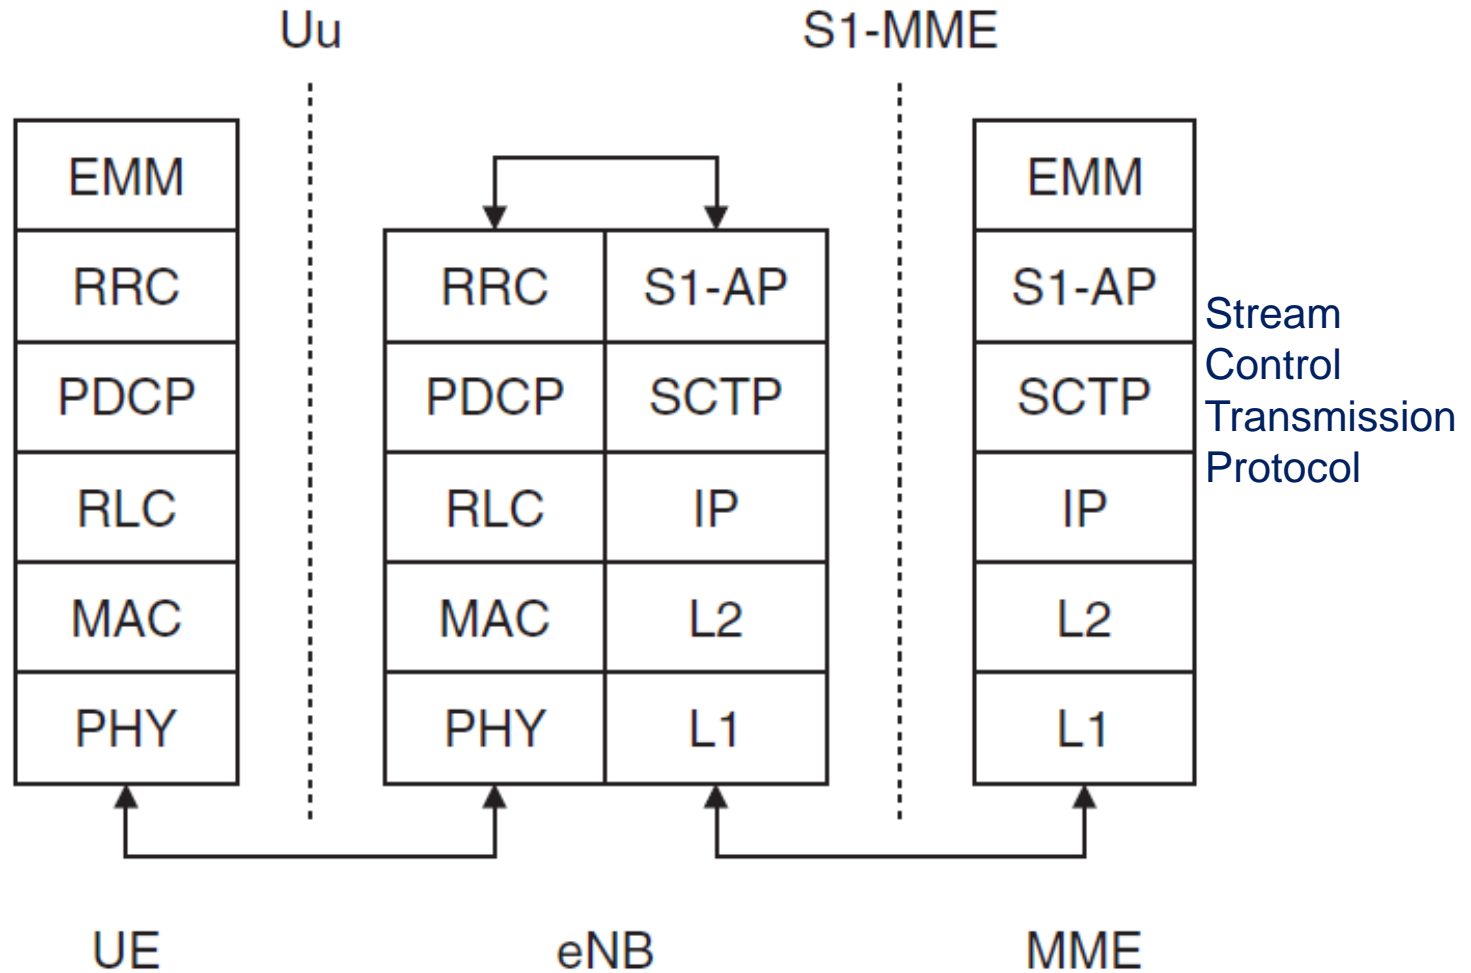 Uu S1-MME
EMM EMM
RRC RRC S1-AP S1-AP
Stream
Control
Transmission
Protocol
PDCP PDCP SCTP SCTP
RLC RLC IP IP
MAC MAC L2 L2
PHY PHY L1 L1
UE eNB MME